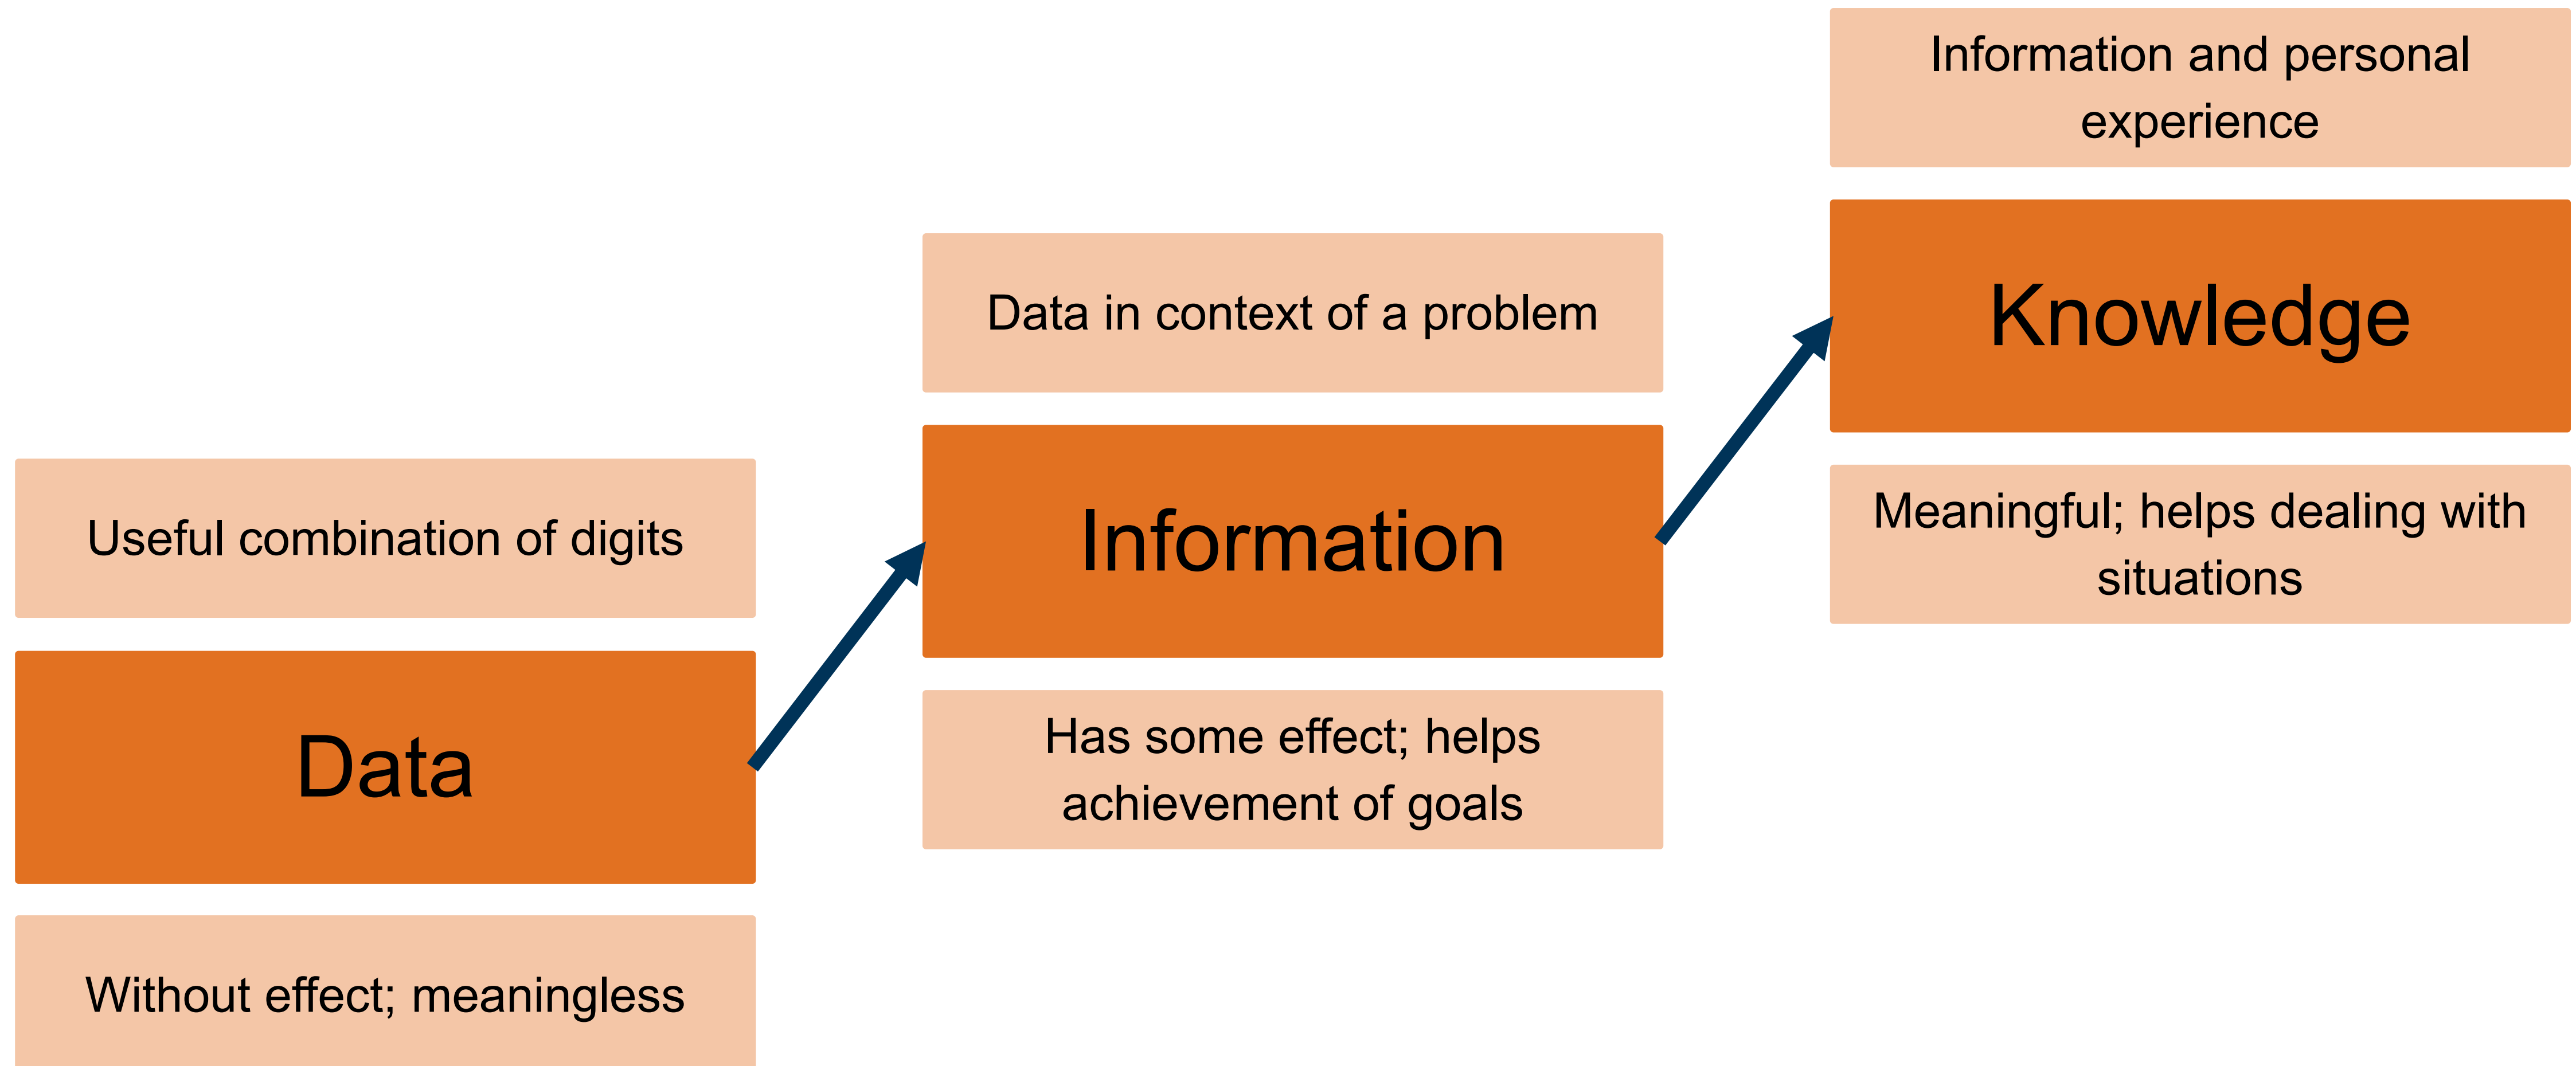 Useful combination of digits
Data
Without effect; meaningless
Data in context of a problem
Information
Has some effect; helps
achievement of goals
Information and personal
experience
Knowledge
Meaningful; helps dealing with
situations